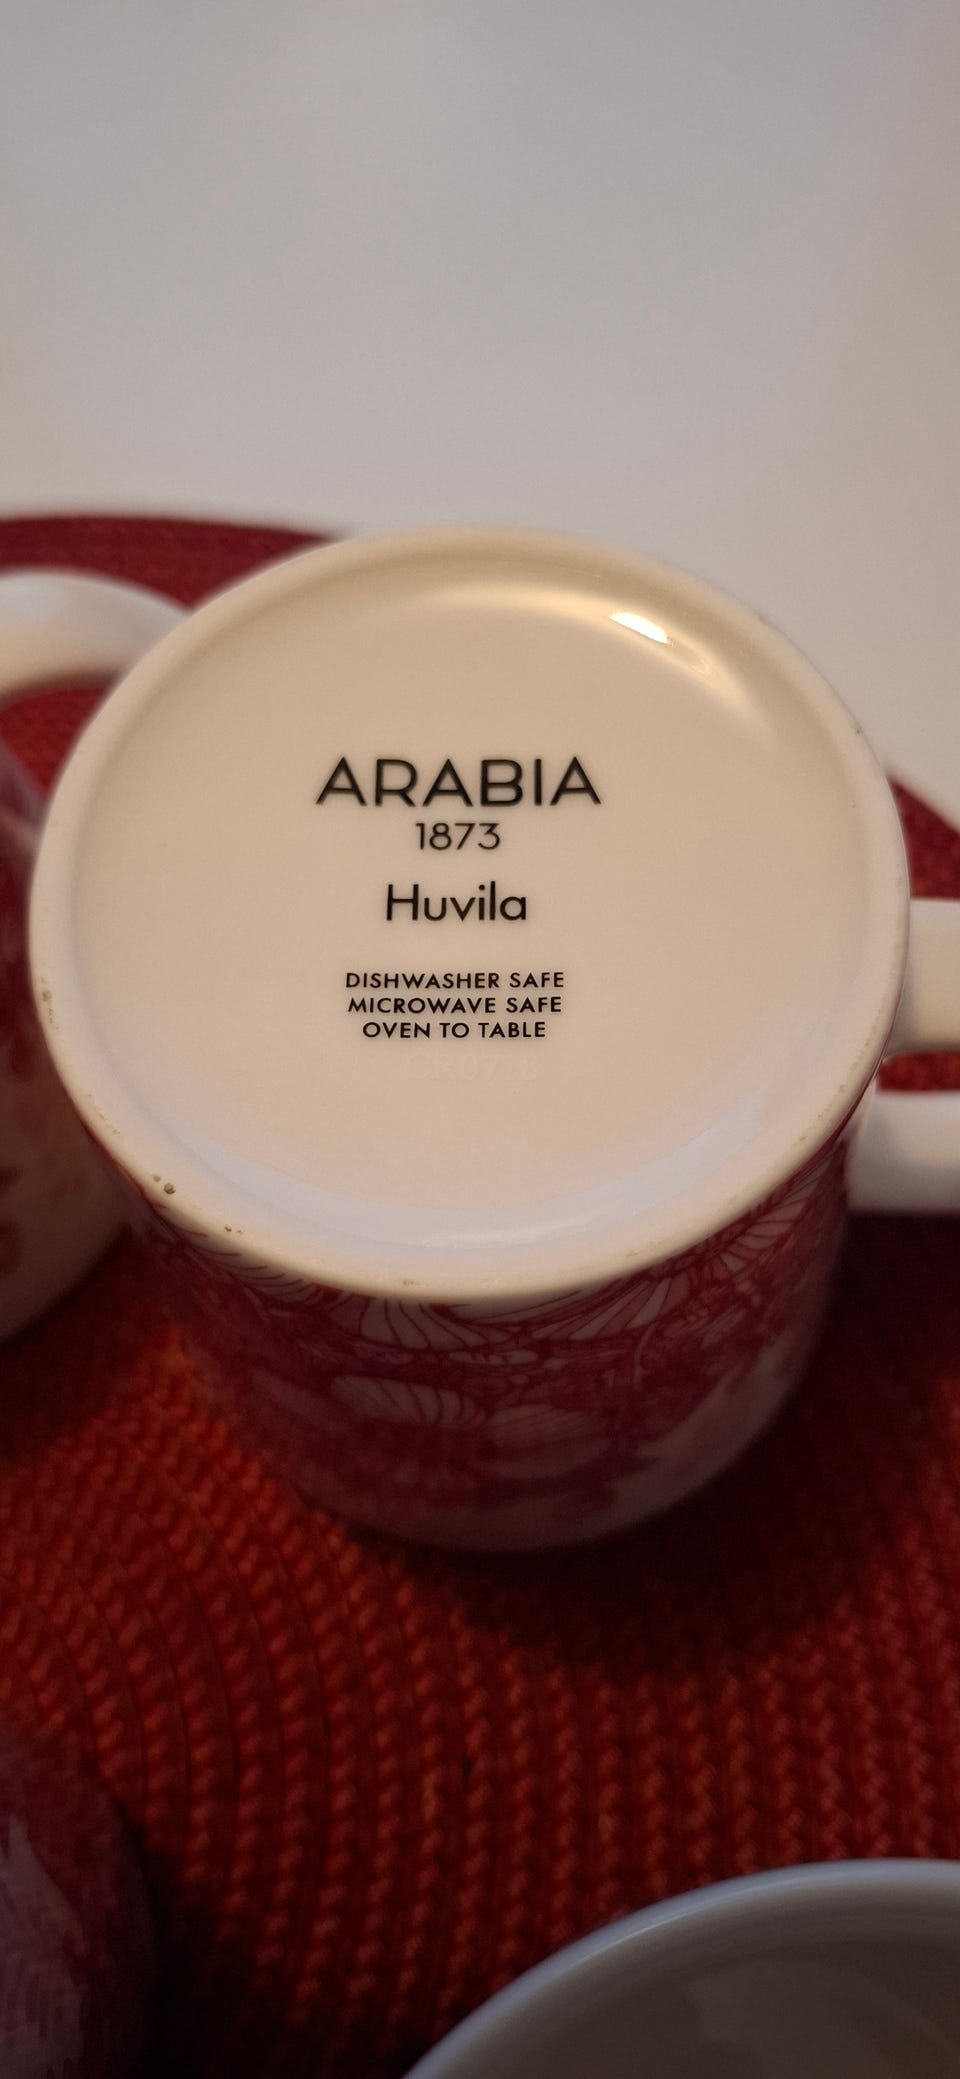 ARABIA
1873
Huvila
DISHWASHER SAFE
MICROWAVE SAFE
OVEN TO TABLE